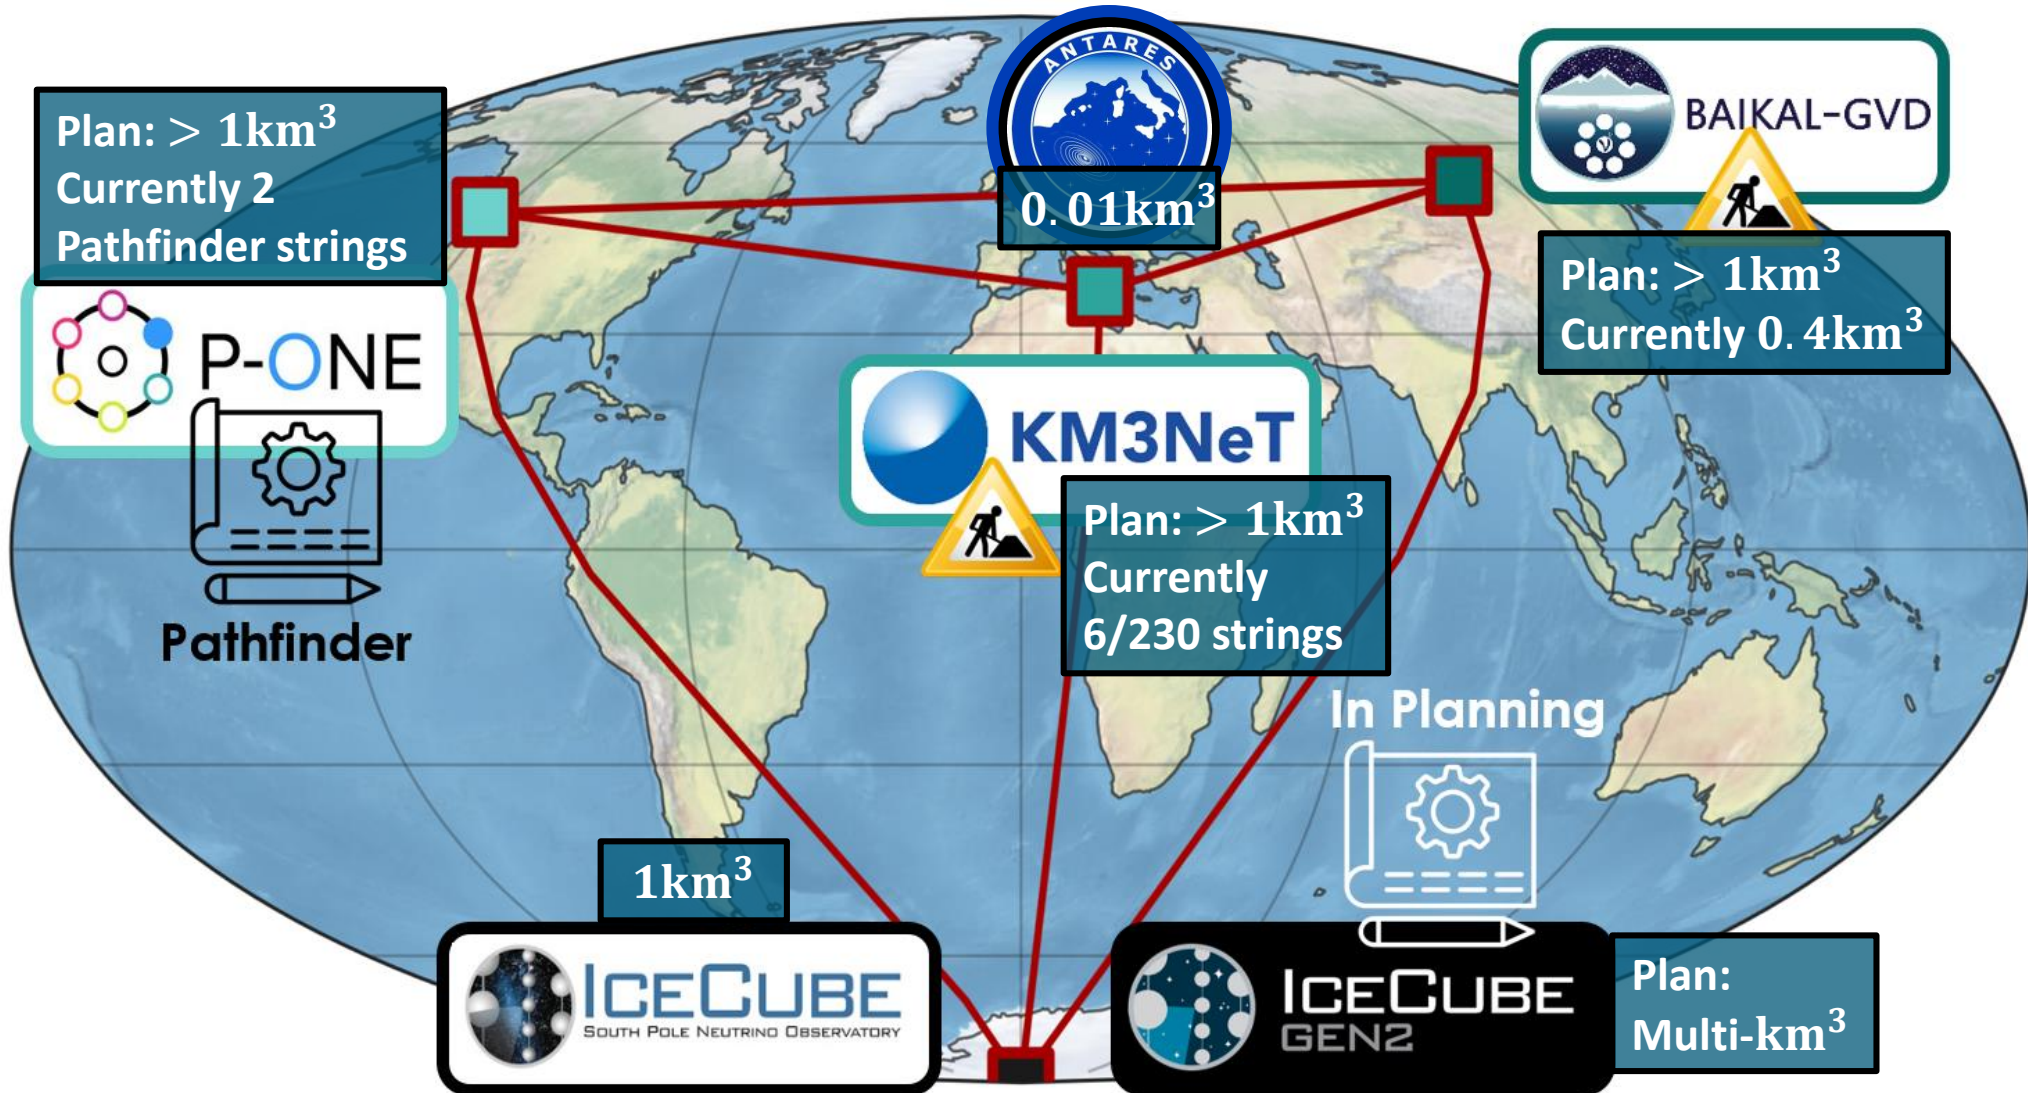 ANTARES
0.01km³
BAIKAL-GVD
Plan: > 1km³
Currently 0.4km³
Plan: > 1km³
Currently 2
Pathfinder strings
P-ONE
Pathfinder
KM3NeT
Plan: > 1km³
Currently
6/230 strings
In Planning
1km³
ICECUBE
SOUTH POLE NEUTRINO OBSERVATORY
ICECUBE
GEN2
Plan:
Multi-km³